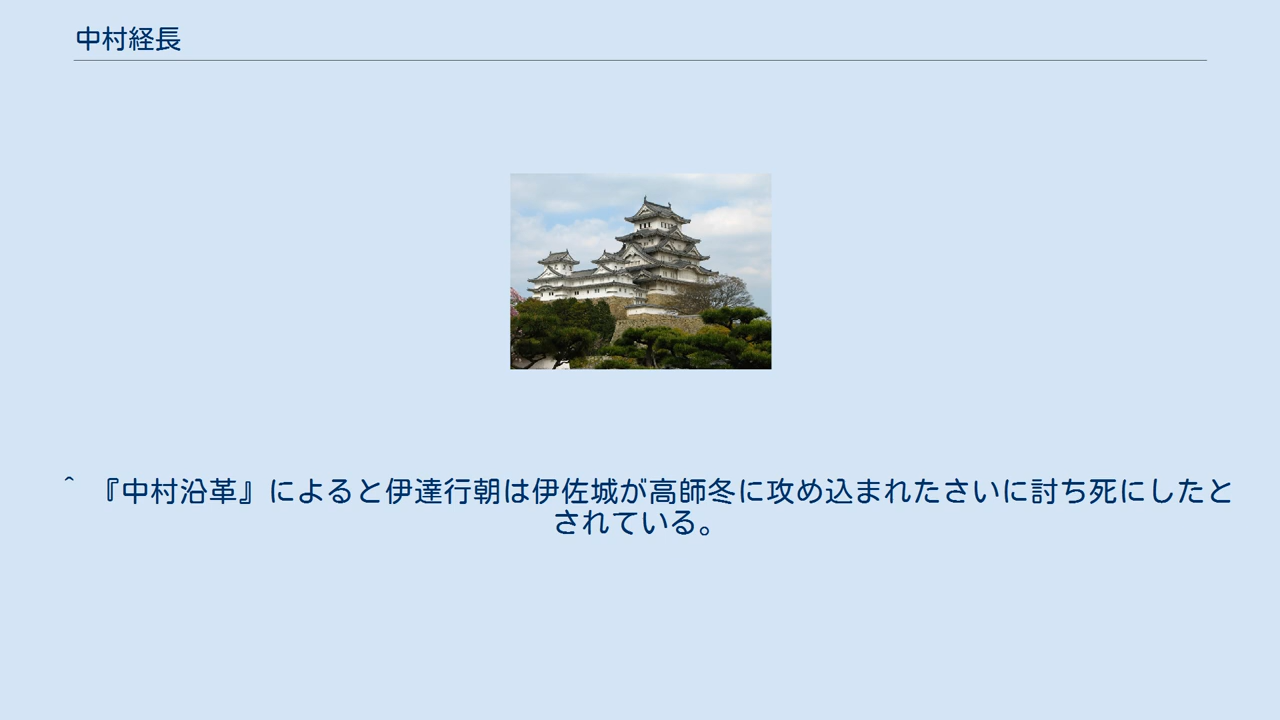 中村経長
^ 『中村沿革』によると伊達行朝は伊佐城が高師冬に攻め込まれたさいに討ち死にしたと
されている。